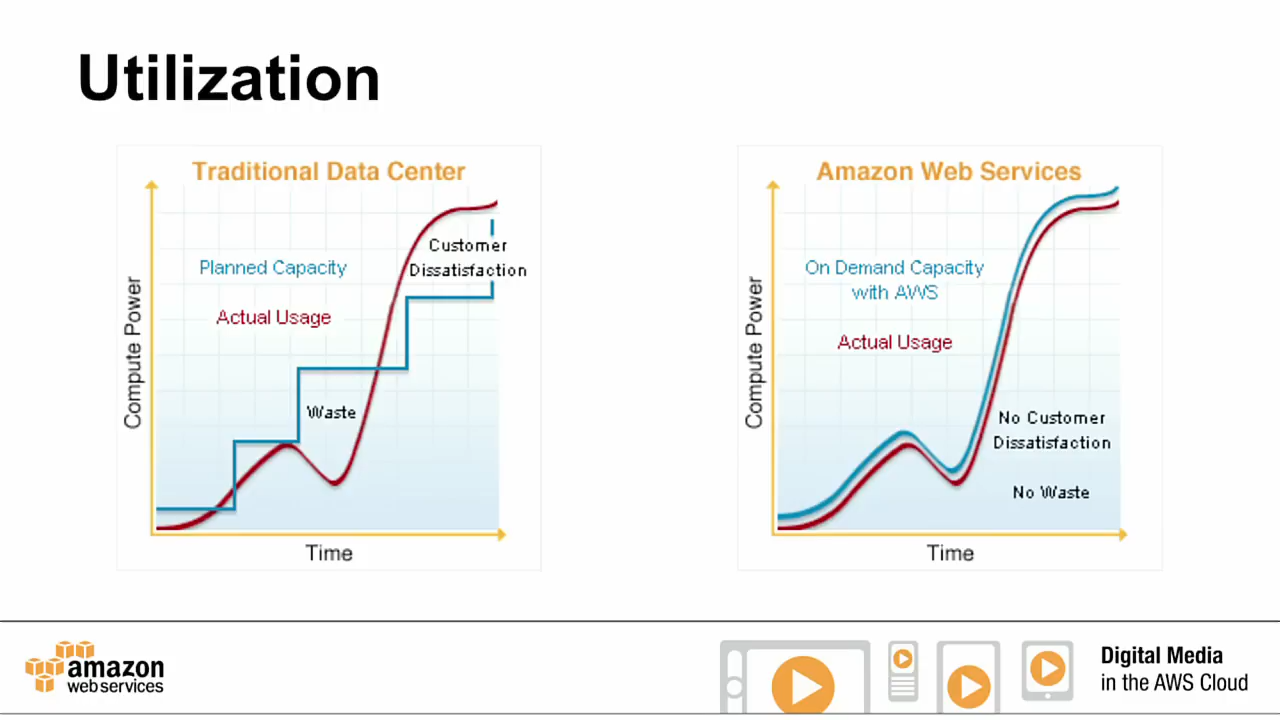 Utilization
Traditional Data Center
Compute Power
Planned Capacity
Actual Usage
Customer
Dissatisfaction
Waste
Time
Amazon Web Services
Compute Power
On Demand Capacity
with AWS
Actual Usage
No Customer
Dissatisfaction
No Waste
Time
amazon
web services
Digital Media
in the AWS Cloud